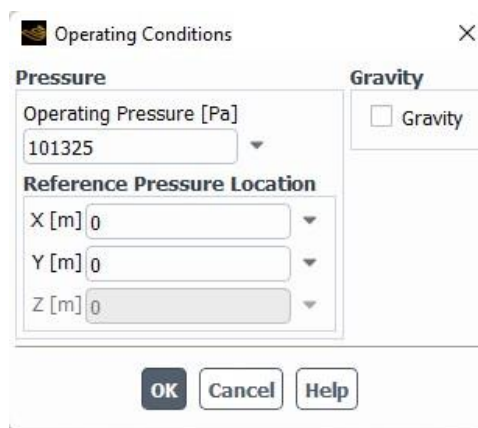 Operating Conditions
Pressure
Operating Pressure [Pa]
101325
Reference Pressure Location
X [m] 0
Y [m] 0
Z [m] 0
Gravity
Gravity
OK Cancel Help